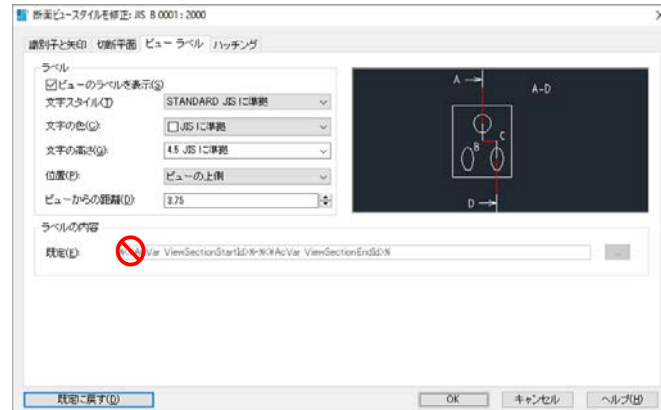 断面ビュースタイルを修正: JIS B 0001 : 2000
識別子と矢印 切断平面 ビュー ラベル ハッチング
ラベル
ビューのラベルを表示(S)
文字スタイル(T) STANDARD JIS に準拠
文字の色(C): JIS に準拠
文字の高さ(G): 4.5 JIS に準拠
位置(P): ビューの上側
ビューからの距離(D): 3.75
A
A-D
C
B
D
ラベルの内容
既定(E): AcVar ViewSectionStartId>%-%<\AcVar ViewSectionEndId>%
...
既定に戻す(D) OK キャンセル ヘルプ(H)